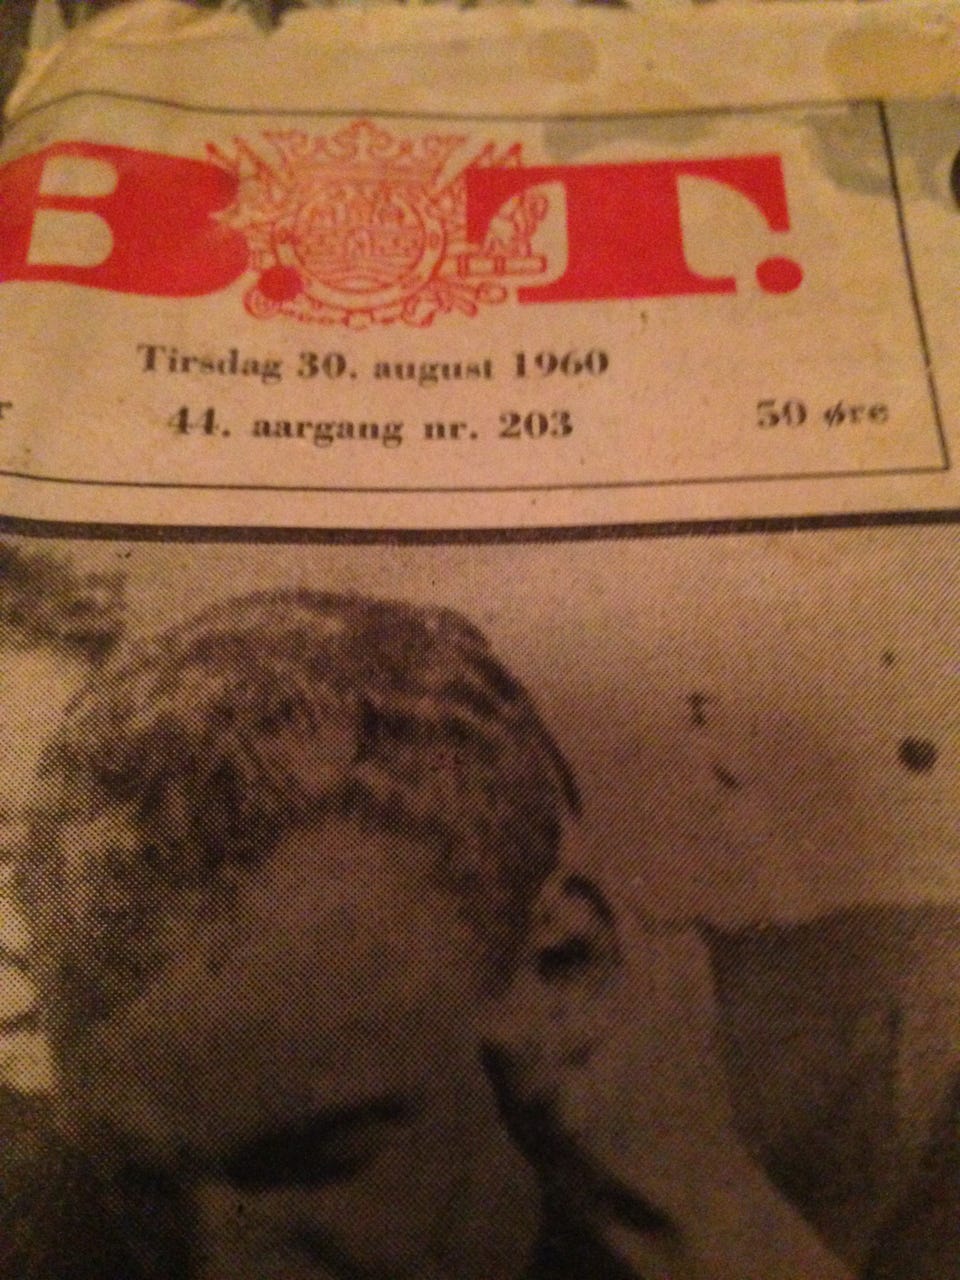 B.T.
Tirsdag 30. august 1960
r 44. aargang nr. 203 50 øre